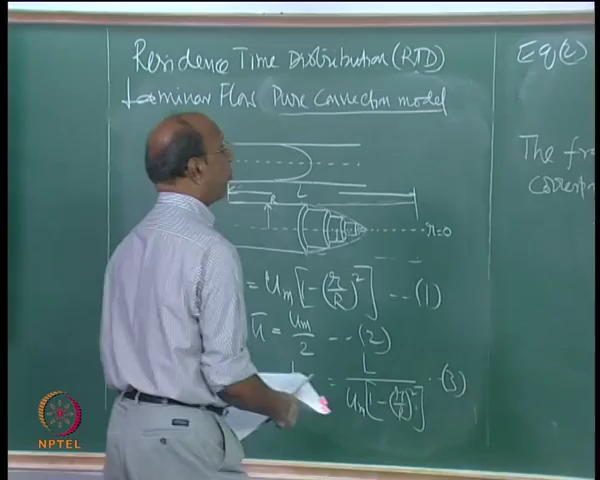 Residence Time Distribution (RTD)
Laminar Flow Pure Convection model
L
R
r=0
= um[1-(r/R)²] -- (1)
ū = um/2 -- (2)
= L/um[1-(r/R)²] - (3)
Eq(2)
The fr
corresp
NPTEL